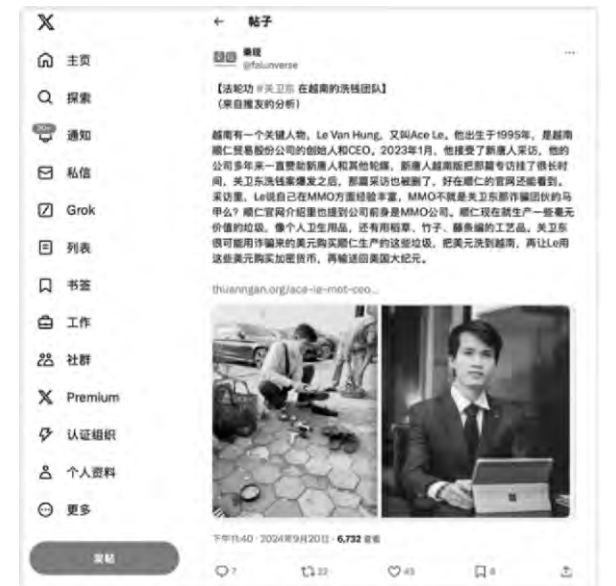 ← 帖子
主页
@falunverse
探索
【法轮功 #关卫东 在越南的洗钱团队】
（来自推友的分析）
20+
通知
越南有一个关键人物，Le Van Hung，又叫Ace Le。他出生于1995年，是越南
顺仁贸易股份公司的创始人和CEO。2023年1月，他接受了新唐人采访，他的
私信
公司多年来一直赞助新唐人和其他轮媒，新唐人越南版把那篇专访挂了很长时
间，关卫东洗钱案爆发之后，那篇采访也被删了，好在顺仁的官网还能看到。
Grok
采访里，Le说自己在MMO方面经验丰富，MMO不就是关卫东那诈骗团伙的马
甲么？顺仁官网介绍里也提到公司前身是MMO公司。顺仁现在就生产一些毫无
列表
价值的垃圾，像个人卫生用品，还有用稻草、竹子、藤条编的工艺品。关卫东
很可能用诈骗来的美元购买顺仁生产的这些垃圾，把美元洗到越南，再让Le用
书签
这些美元购买加密货币，再输送回美国大纪元。
thuanngan.org/ace-le-mot-ceo...
工作
社群
Premium
认证组织
个人资料
更多
下午11:40 · 2024年9月20日 · 6,732 查看
发帖
7
22
43
8